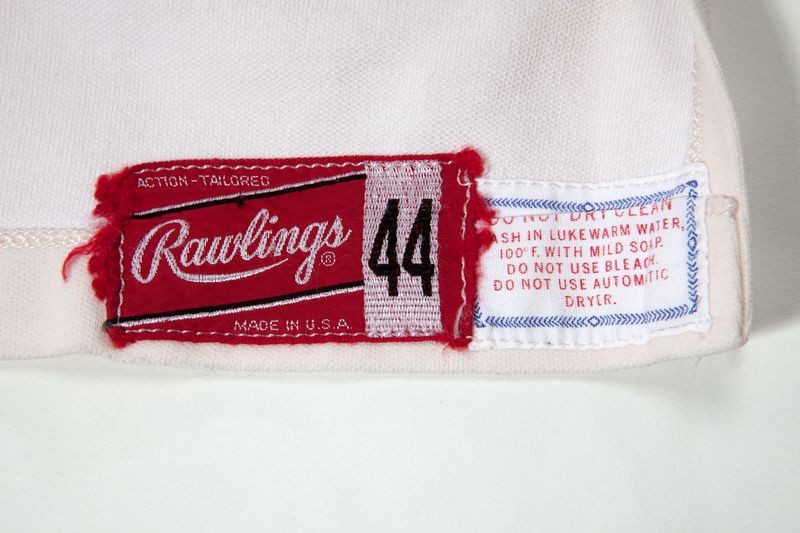 ACTION-TAILORED
Rawlings®
MADE IN U.S.A.
44
DO NOT DRY CLEAN
ASH IN LUKEWARM WATER,
100°F. WITH MILD SOAP.
DO NOT USE BLEACH.
DO NOT USE AUTOMATIC
DRYER.